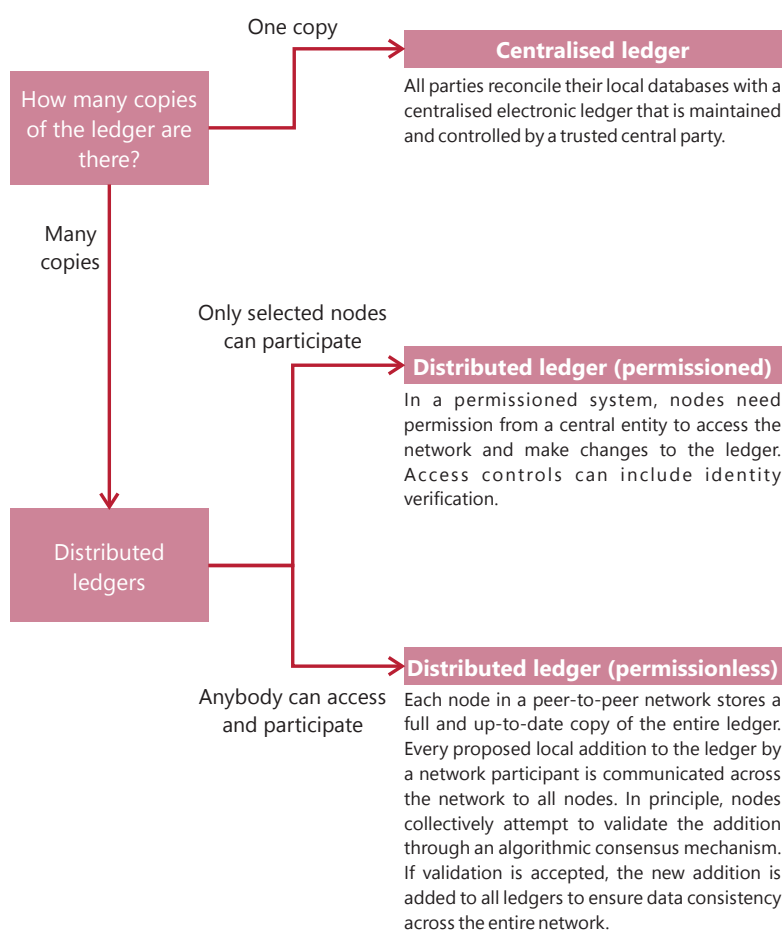 One copy
Centralised ledger
All parties reconcile their local databases with a
centralised electronic ledger that is maintained
and controlled by a trusted central party.
How many copies
of the ledger are
there?
Many
copies
Only selected nodes
can participate
Distributed ledger (permissioned)
In a permissioned system, nodes need
permission from a central entity to access the
network and make changes to the ledger.
Access controls can include identity
verification.
Distributed
ledgers
Anybody can access
and participate
Distributed ledger (permissionless)
Each node in a peer-to-peer network stores a
full and up-to-date copy of the entire ledger.
Every proposed local addition to the ledger by
a network participant is communicated across
the network to all nodes. In principle, nodes
collectively attempt to validate the addition
through an algorithmic consensus mechanism.
If validation is accepted, the new addition is
added to all ledgers to ensure data consistency
across the entire network.